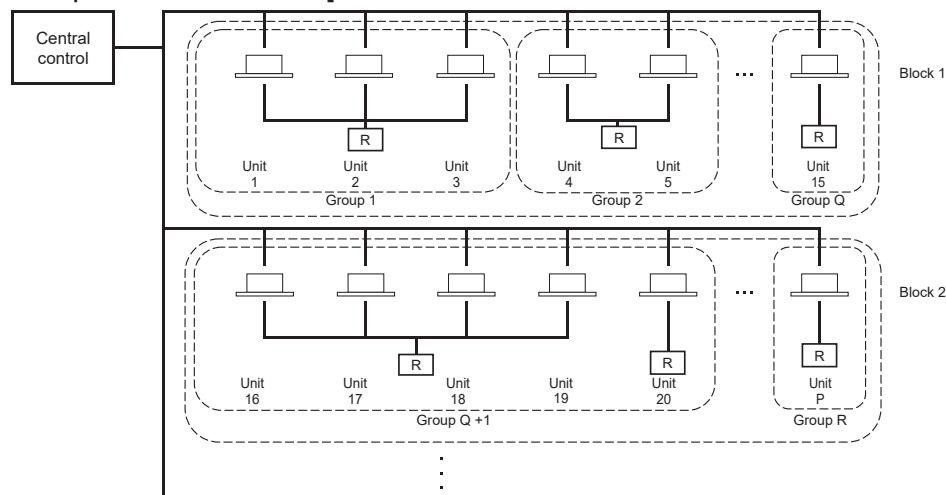 Central
control
Block 1
R
R
R
Unit
1
Unit
2
Unit
3
Unit
4
Unit
5
Unit
15
Group 1
Group 2
Group Q
Block 2
R
R
R
Unit
16
Unit
17
Unit
18
Unit
19
Unit
20
Unit
P
Group Q +1
Group R